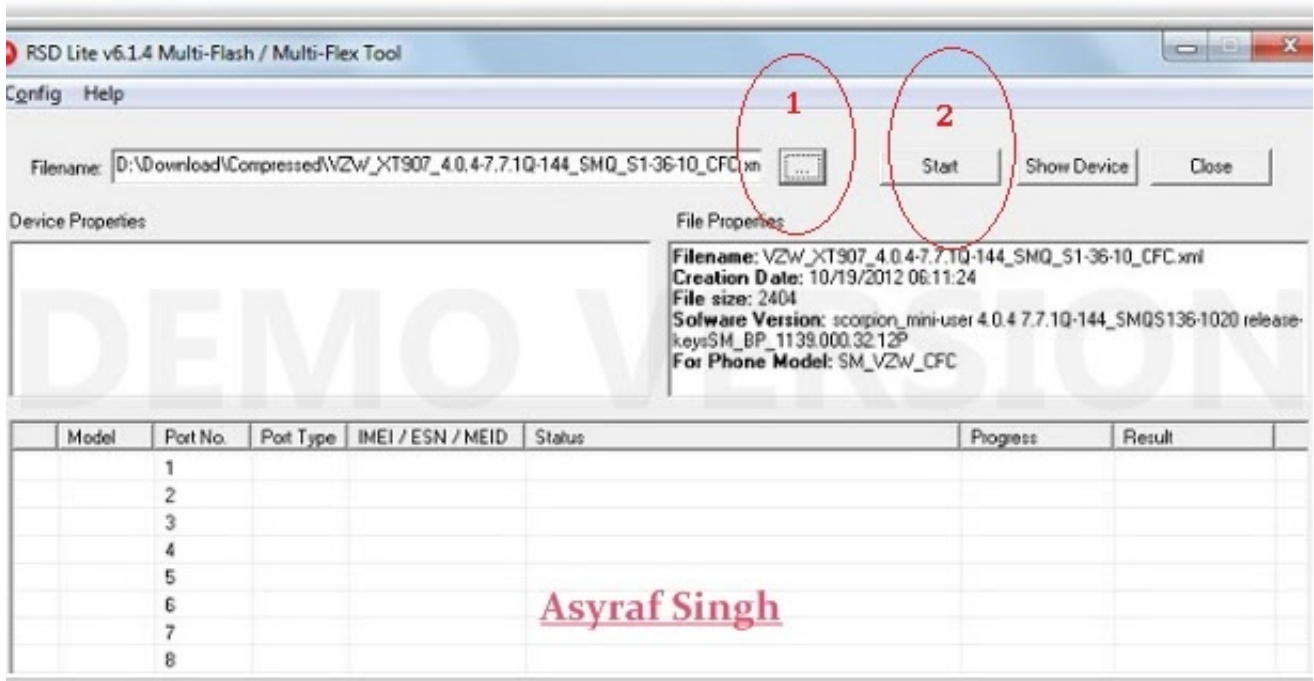 RSD Lite v6.1.4 Multi-Flash / Multi-Flex Tool
Config Help
1
2
Filename: D:\Download\Compressed\VZW_XT907_4.0.4-7.7.1Q-144_SMQ_S1-36-10_CFC.xn ... Start Show Device Close
Device Properties
File Properties
Filename: VZW_XT907_4.0.4-7.7.1Q-144_SMQ_S1-36-10_CFC.xml
Creation Date: 10/19/2012 06:11:24
File size: 2404
Sofware Version: scorpion_mini-user 4.0.4 7.7.1Q-144_SMQS136-1020 release-
keysSM_BP_1139.000.32.12P
For Phone Model: SM_VZW_CFC
DEMO VERSION
Model Port No. Port Type IMEI / ESN / MEID Status Progress Result
1
2
3
4
5
6
7
8
Asyraf Singh